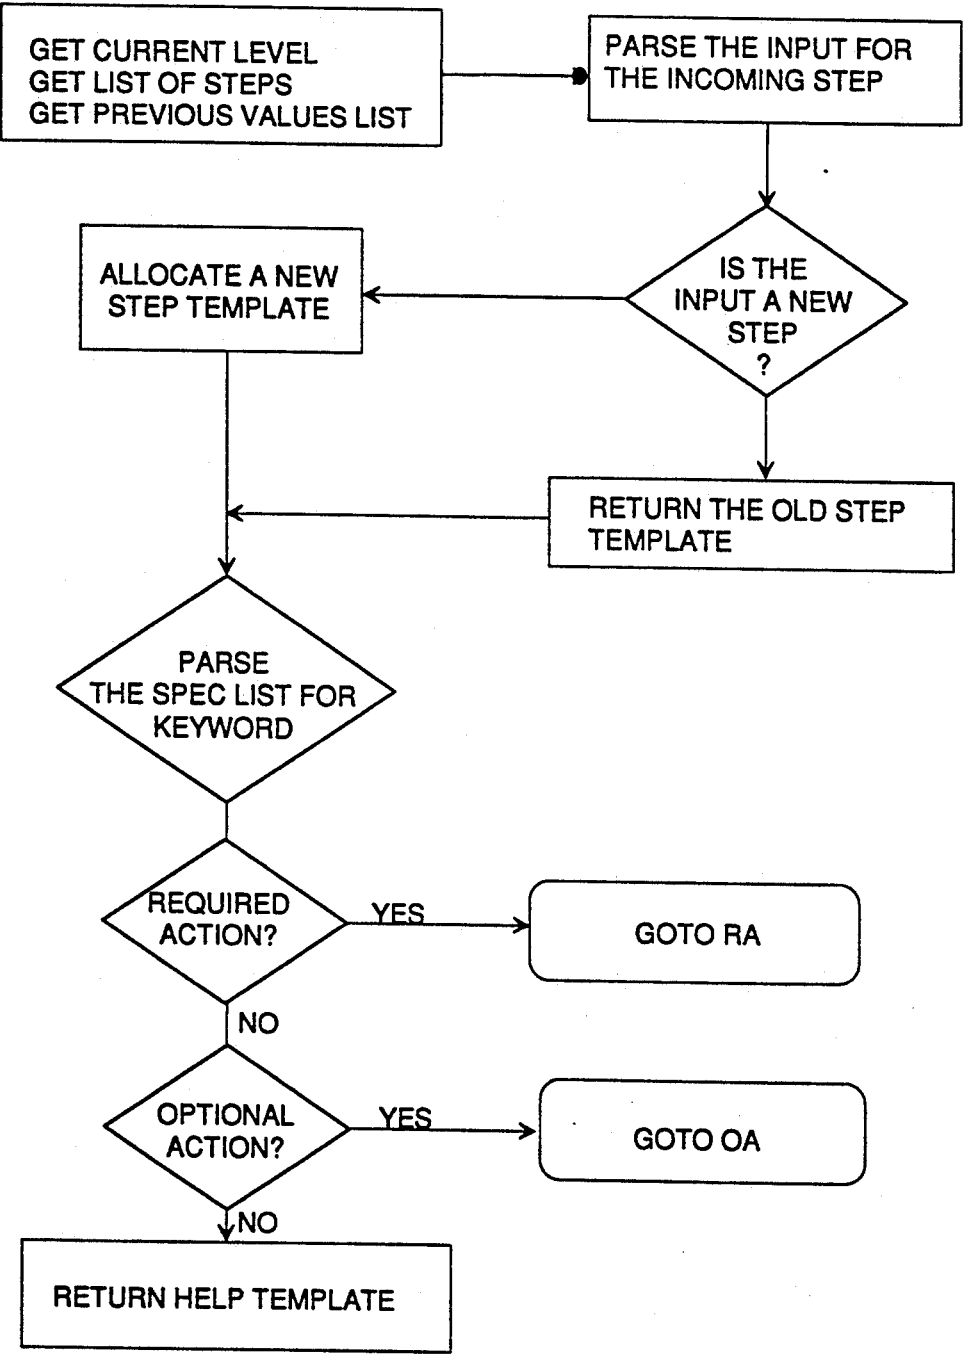 GET CURRENT LEVEL
GET LIST OF STEPS
GET PREVIOUS VALUES LIST
PARSE THE INPUT FOR
THE INCOMING STEP
ALLOCATE A NEW
STEP TEMPLATE
IS THE
INPUT A NEW
STEP
?
RETURN THE OLD STEP
TEMPLATE
PARSE
THE SPEC LIST FOR
KEYWORD
REQUIRED
ACTION?
YES
GOTO RA
NO
OPTIONAL
ACTION?
YES
GOTO OA
NO
RETURN HELP TEMPLATE